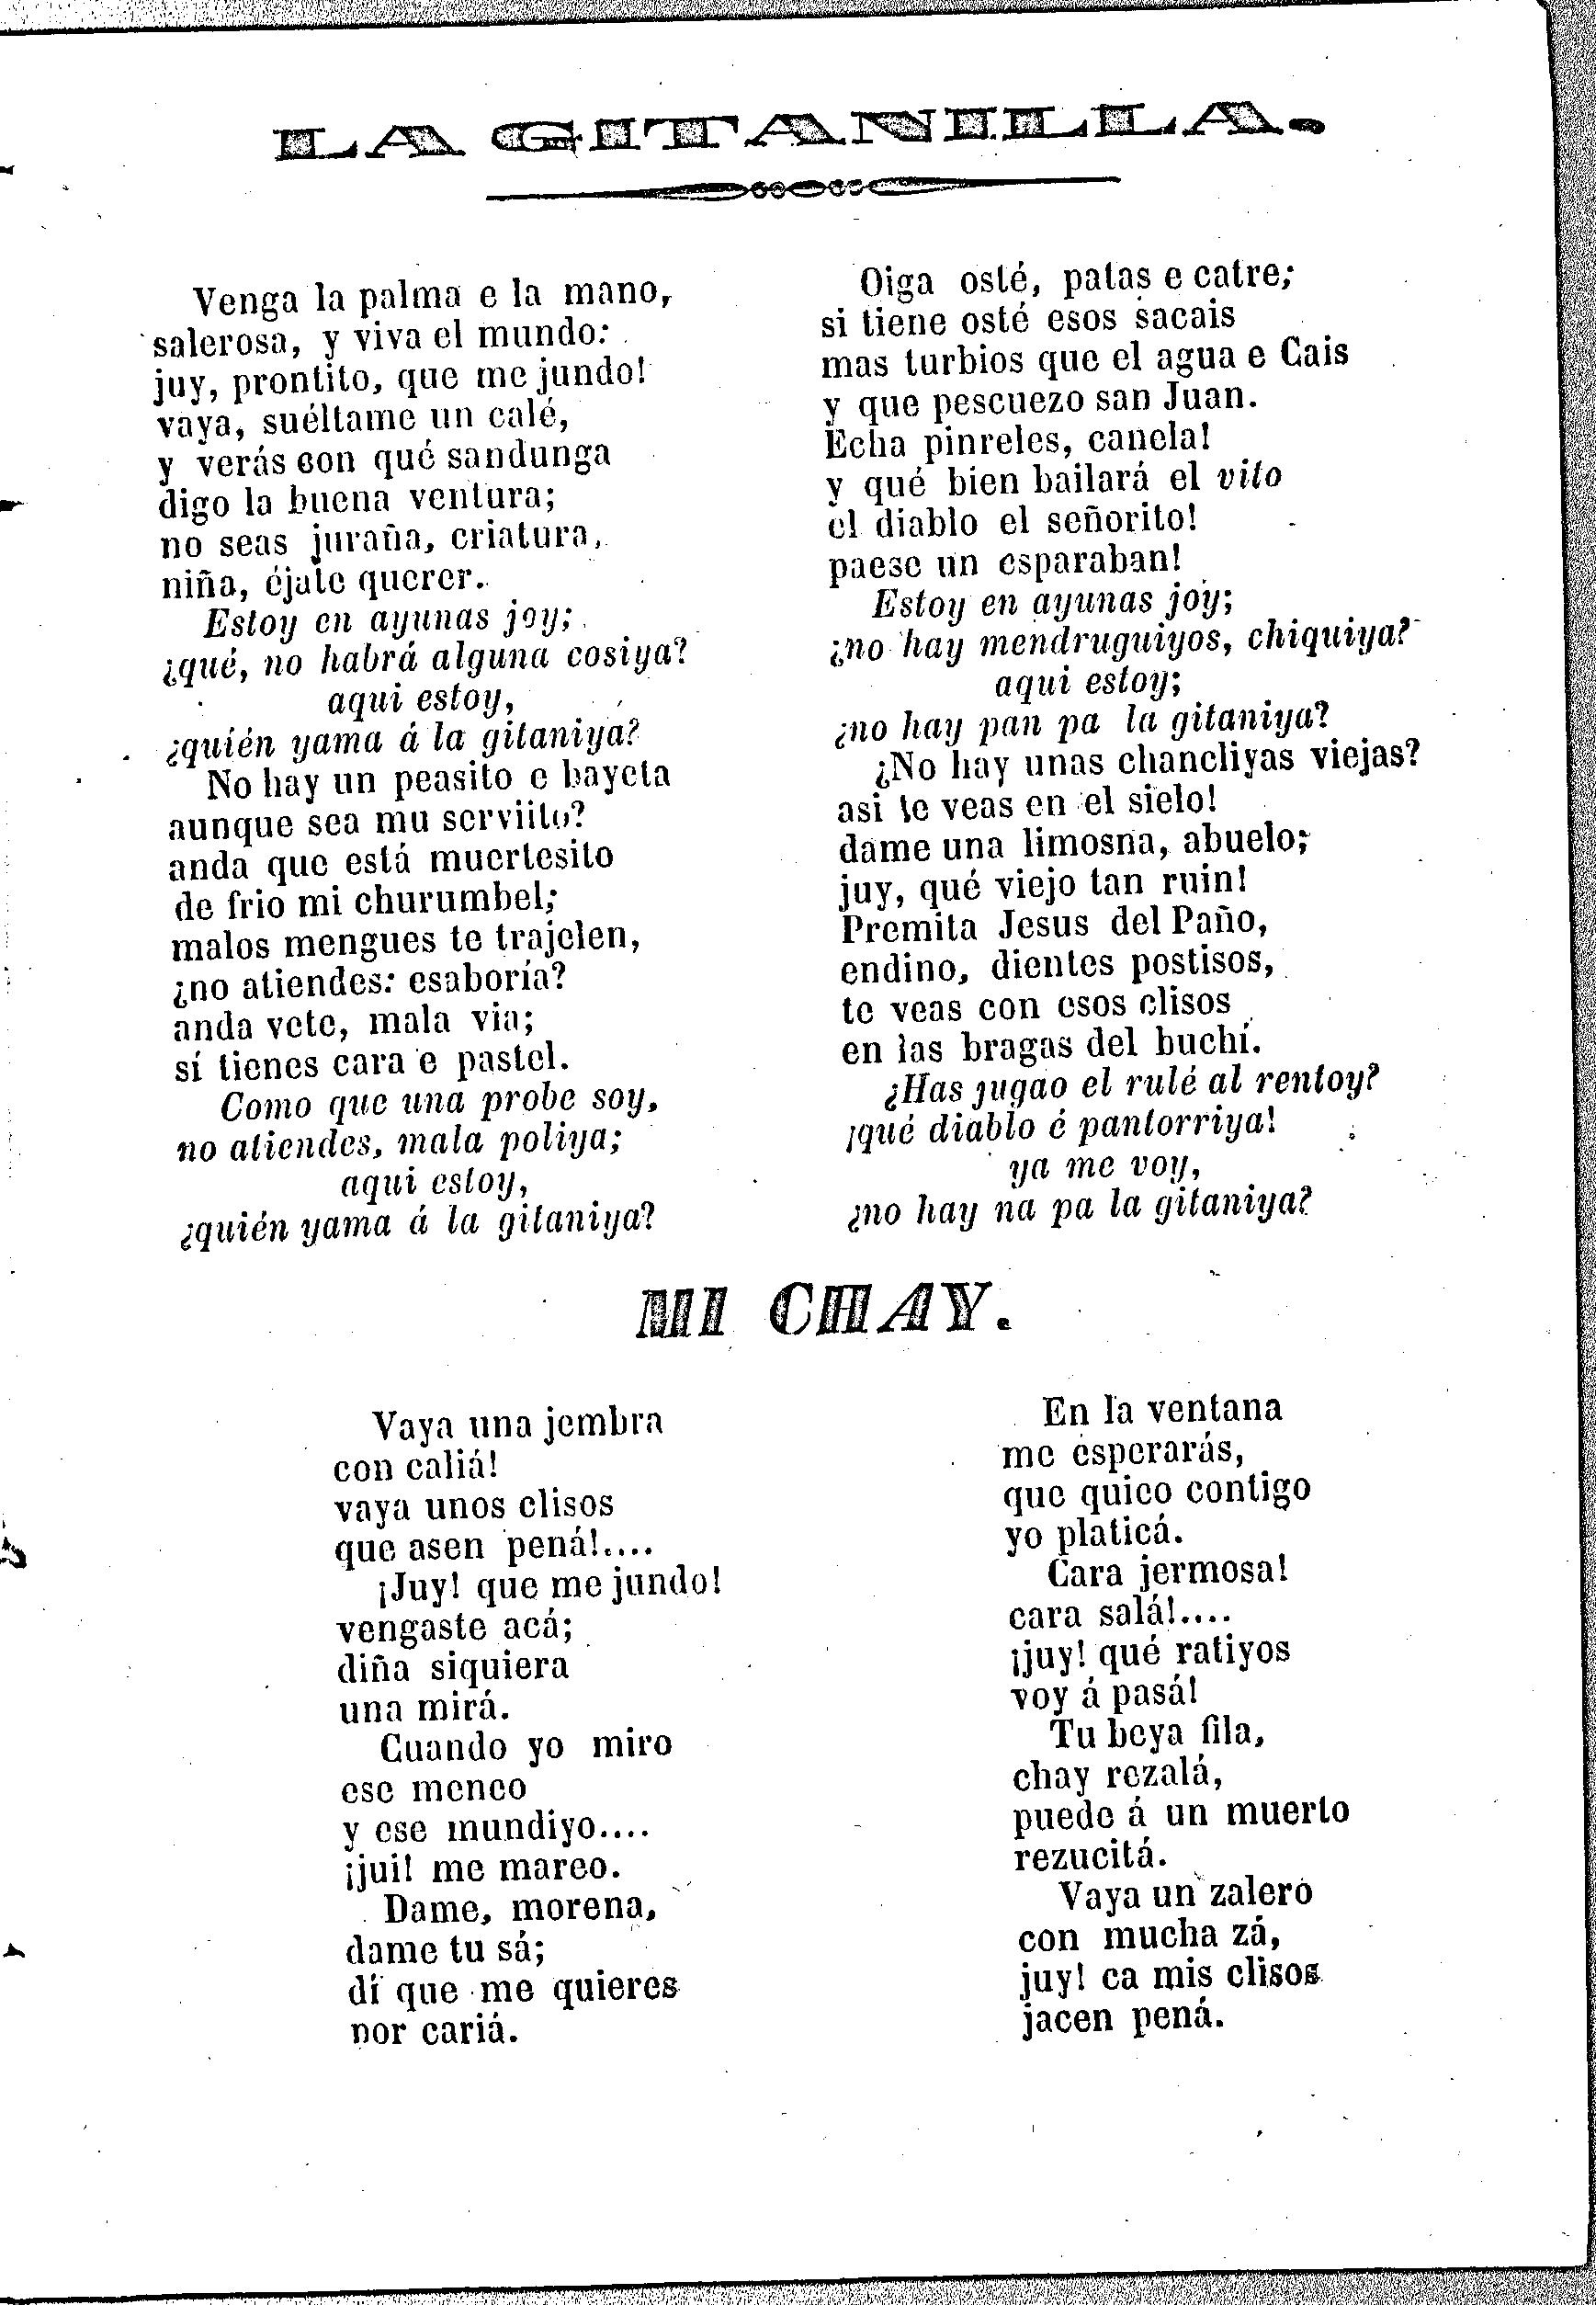 LA GITANILLA.
Venga la palma e la mano,
salerosa, y viva el mundo:
juy, prontito, que me jundo!
vaya, suéltame un calé,
y verás con qué sandunga
digo la buena ventura;
no seas juraña, criatura,
niña, éjate querer.
Estoy en ayunas joy;
¿qué, no habrá alguna cosiya?
aqui estoy,
¿quién yama á la gitaniya?
No hay un peasito e bayeta
aunque sea mu serviito?
anda que está muertesito
de frio mi churumbel;
malos mengues te trajelen,
¿no atiendes: esaboría?
anda vete, mala via;
sí tienes cara e pastel.
Como que una probe soy,
no atiendes, mala poliya;
aqui estoy,
¿quién yama á la gitaniya?
Oiga osté, patas e catre;
si tiene osté esos sacais
mas turbios que el agua e Cais
y que pescuezo san Juan.
Echa pinreles, canela!
y qué bien bailará el vito
el diablo el señorito!
paese un esparaban!
Estoy en ayunas joy;
¿no hay mendruguiyos, chiquiya?
aqui estoy;
¿no hay pan pa la gitaniya?
¿No hay unas chancliyas viejas?
asi te veas en el sielo!
dame una limosna, abuelo;
juy, qué viejo tan ruin!
Premita Jesus del Paño,
endino, dientes postisos,
te veas con esos clisos
en las bragas del buchí.
¿Has jugao el rulé al rentoy?
¡qué diablo é pantorriya!
ya me voy,
¿no hay na pa la gitaniya?
MI CHAY.
Vaya una jembra
con caliá!
vaya unos clisos
que asen pená!....
¡Juy! que me jundo!
vengaste acá;
diña siquiera
una mirá.
Cuando yo miro
ese meneo
y ese mundiyo....
¡jui! me mareo.
Dame, morena,
dame tu sá;
dí que me quieres
por cariá.
En la ventana
me esperarás,
que quico contigo
yo platicá.
Cara jermosa!
cara salá!....
¡juy! qué ratiyos
voy á pasá!
Tu beya fila,
chay rezalá,
puede á un muerto
rezucitá.
Vaya un zalero
con mucha zá,
juy! ca mis clisos
jacen pená.